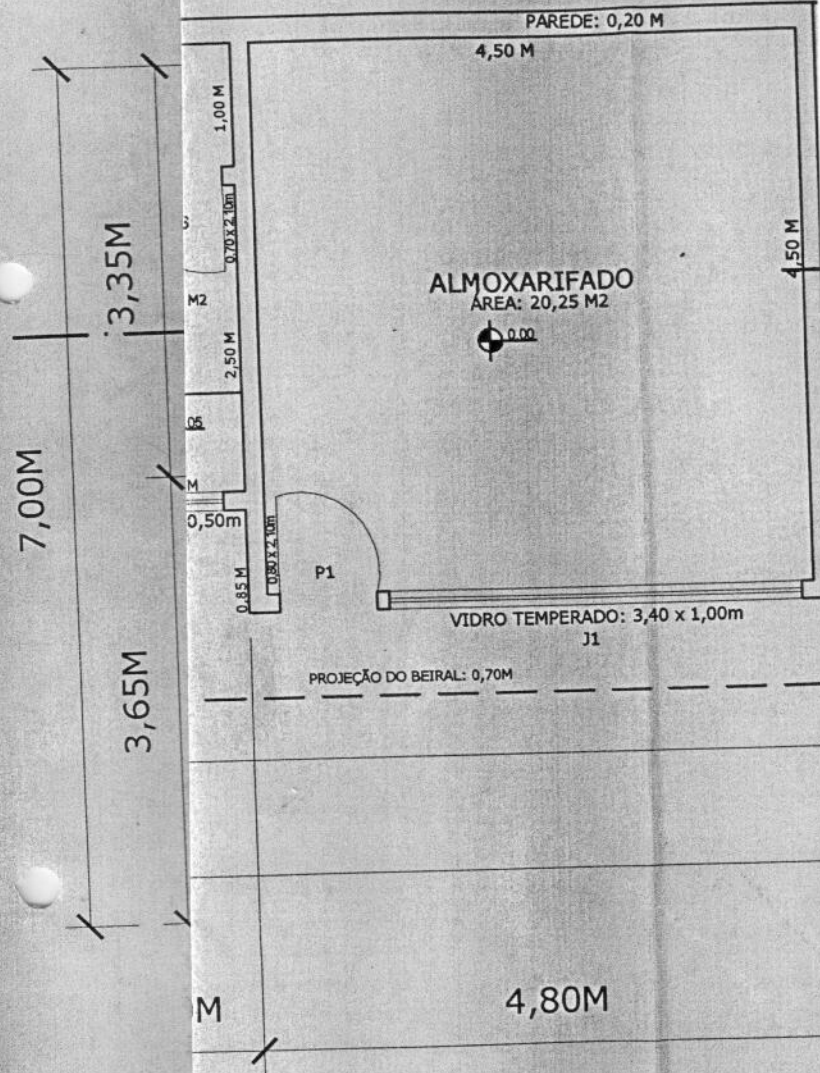 PAREDE: 0,20 M
4,50 M
1,00 M
0,70 x 2,10m
3,35M
4,50 M
ALMOXARIFADO
ÁREA: 20,25 M2
M2
0.00
2,50 M
05
7,00M
M
0,50m
0,80 x 2,10m
P1
0,85 M
VIDRO TEMPERADO: 3,40 x 1,00m
J1
PROJEÇÃO DO BEIRAL: 0,70M
3,65M
M
4,80M